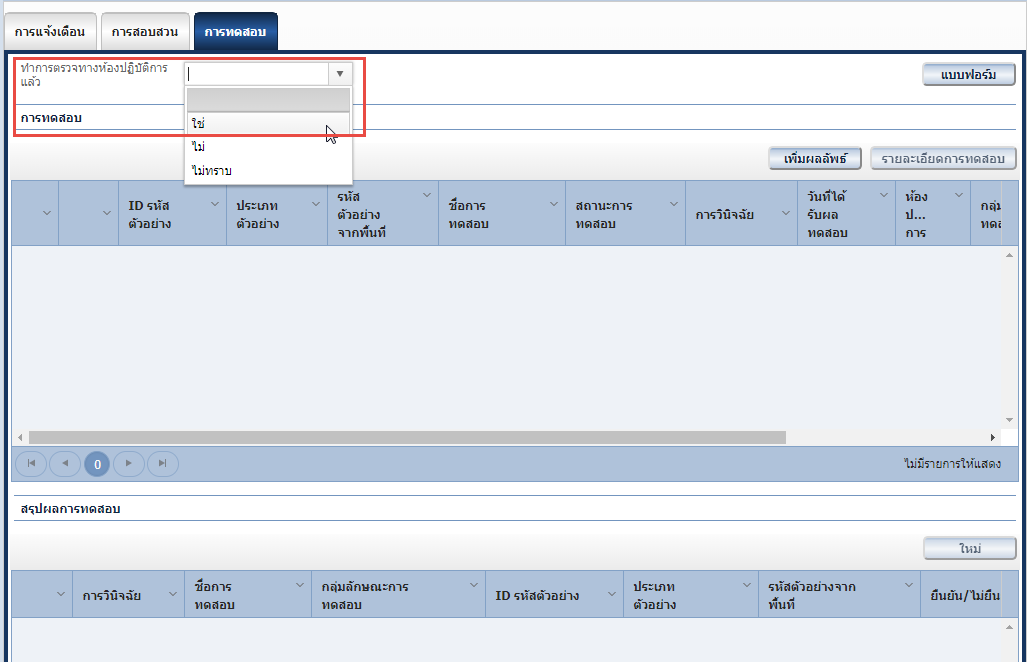 การแจ้งเตือน การสอบสวน การทดสอบ
ทำการตรวจทางห้องปฏิบัติการ
แล้ว
แบบฟอร์ม
การทดสอบ
ใช่
ไม่
ไม่ทราบ
เพิ่มผลลัพธ์ รายละเอียดการทดสอบ
ID รหัส
ตัวอย่าง
ประเภท
ตัวอย่าง
รหัส
ตัวอย่าง
จากพื้นที่
ชื่อการ
ทดสอบ
สถานะการ
ทดสอบ
การวินิจฉัย
วันที่ได้
รับผล
ทดสอบ
ห้อง
ป...
การ
0
ไม่มีรายการให้แสดง
สรุปผลการทดสอบ
ใหม่
การวินิจฉัย
ชื่อการ
ทดสอบ
กลุ่มลักษณะการ
ทดสอบ
ID รหัสตัวอย่าง
ประเภท
ตัวอย่าง
รหัสตัวอย่างจาก
พื้นที่
ยืนยัน/ไม่ยืน